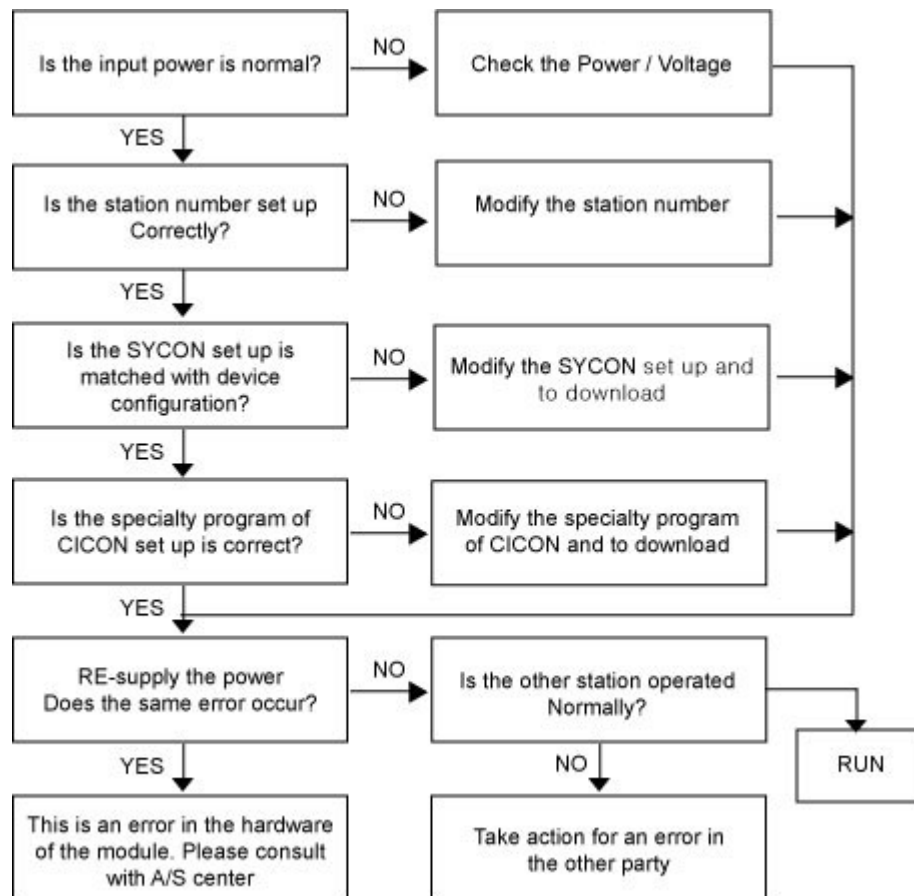 Is the input power is normal?
NO
Check the Power / Voltage
YES
Is the station number set up
Correctly?
NO
Modify the station number
YES
Is the SYCON set up is
matched with device
configuration?
NO
Modify the SYCON set up and
to download
YES
Is the specialty program of
CICON set up is correct?
NO
Modify the specialty program
of CICON and to download
YES
RE-supply the power
Does the same error occur?
NO
Is the other station operated
Normally?
RUN
YES
NO
This is an error in the hardware
of the module. Please consult
with A/S center
Take action for an error in
the other party